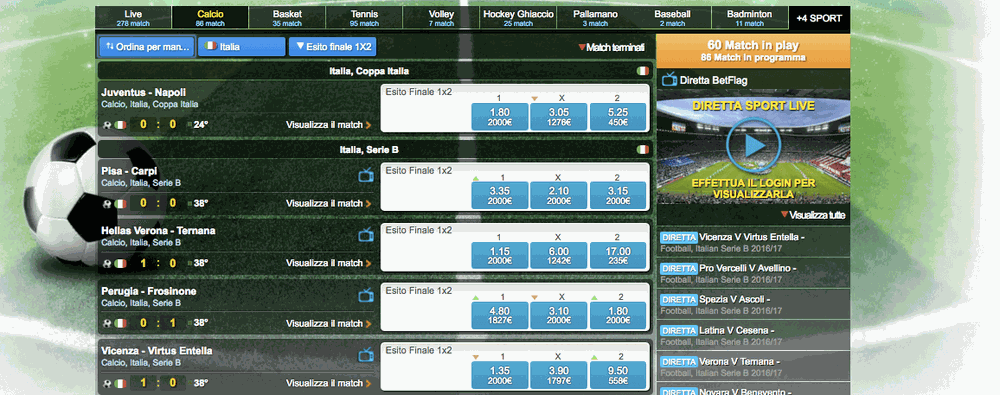 Live
278 match
Calcio
86 match
Basket
35 match
Tennis
95 match
Volley
7 match
Hockey Ghiaccio
25 match
Pallamano
3 match
Baseball
2 match
Badminton
11 match
+4 SPORT
Ordina per man...
Italia
Esito finale 1X2
Match terminati
Italia, Coppa Italia
Juventus - Napoli
Calcio, Italia, Coppa Italia
0 : 0 24°
Visualizza il match
Esito Finale 1x2
1 X 2
1.80 3.05 5.25
2000€ 1276€ 450€
Italia, Serie B
Pisa - Carpi
Calcio, Italia, Serie B
0 : 0 38°
Visualizza il match
Esito Finale 1x2
1 X 2
3.35 2.10 3.15
2000€ 2000€ 2000€
Hellas Verona - Ternana
Calcio, Italia, Serie B
1 : 0 38°
Visualizza il match
Esito Finale 1x2
1 X 2
1.15 6.00 17.00
2000€ 1242€ 235€
Perugia - Frosinone
Calcio, Italia, Serie B
0 : 1 38°
Visualizza il match
Esito Finale 1x2
1 X 2
4.80 3.10 1.80
1827€ 2000€ 2000€
Vicenza - Virtus Entella
Calcio, Italia, Serie B
1 : 0 38°
Visualizza il match
Esito Finale 1x2
1 X 2
1.35 3.90 9.50
2000€ 1797€ 558€
60 Match in play
86 Match in programma
Diretta BetFlag
DIRETTA SPORT LIVE
EFFETTUA IL LOGIN PER
VISUALIZZARLA
Visualizza tutte
DIRETTA Vicenza V Virtus Entella -
Football, Italian Serie B 2016/17
DIRETTA Pro Vercelli V Avellino -
Football, Italian Serie B 2016/17
DIRETTA Spezia V Ascoli -
Football, Italian Serie B 2016/17
DIRETTA Latina V Cesena -
Football, Italian Serie B 2016/17
DIRETTA Verona V Ternana -
Football, Italian Serie B 2016/17
DIRETTA Novara V Benevento -